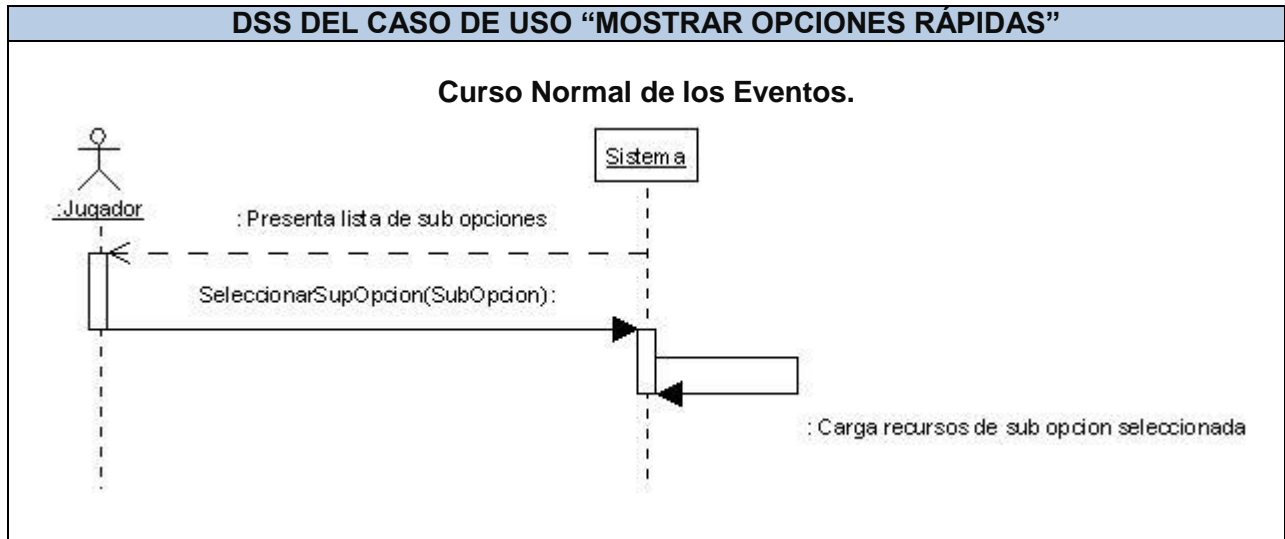 DSS DEL CASO DE USO “MOSTRAR OPCIONES RÁPIDAS”
Curso Normal de los Eventos.
:Jugador
Sistema
: Presenta lista de sub opciones
SeleccionarSupOpcion(SubOpcion):
: Carga recursos de sub opcion seleccionada